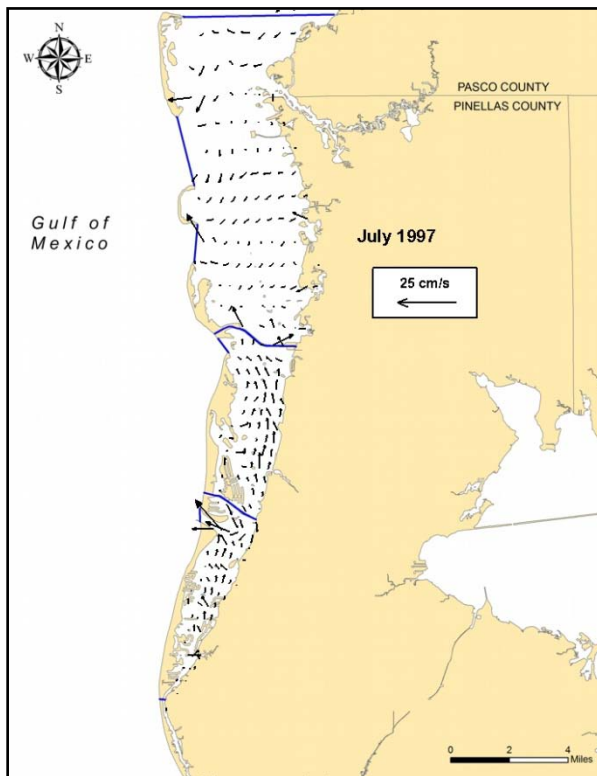 N
W E
S
PASCO COUNTY
PINELLAS COUNTY
Gulf of
Mexico
July 1997
25 cm/s
0 2 4
Miles